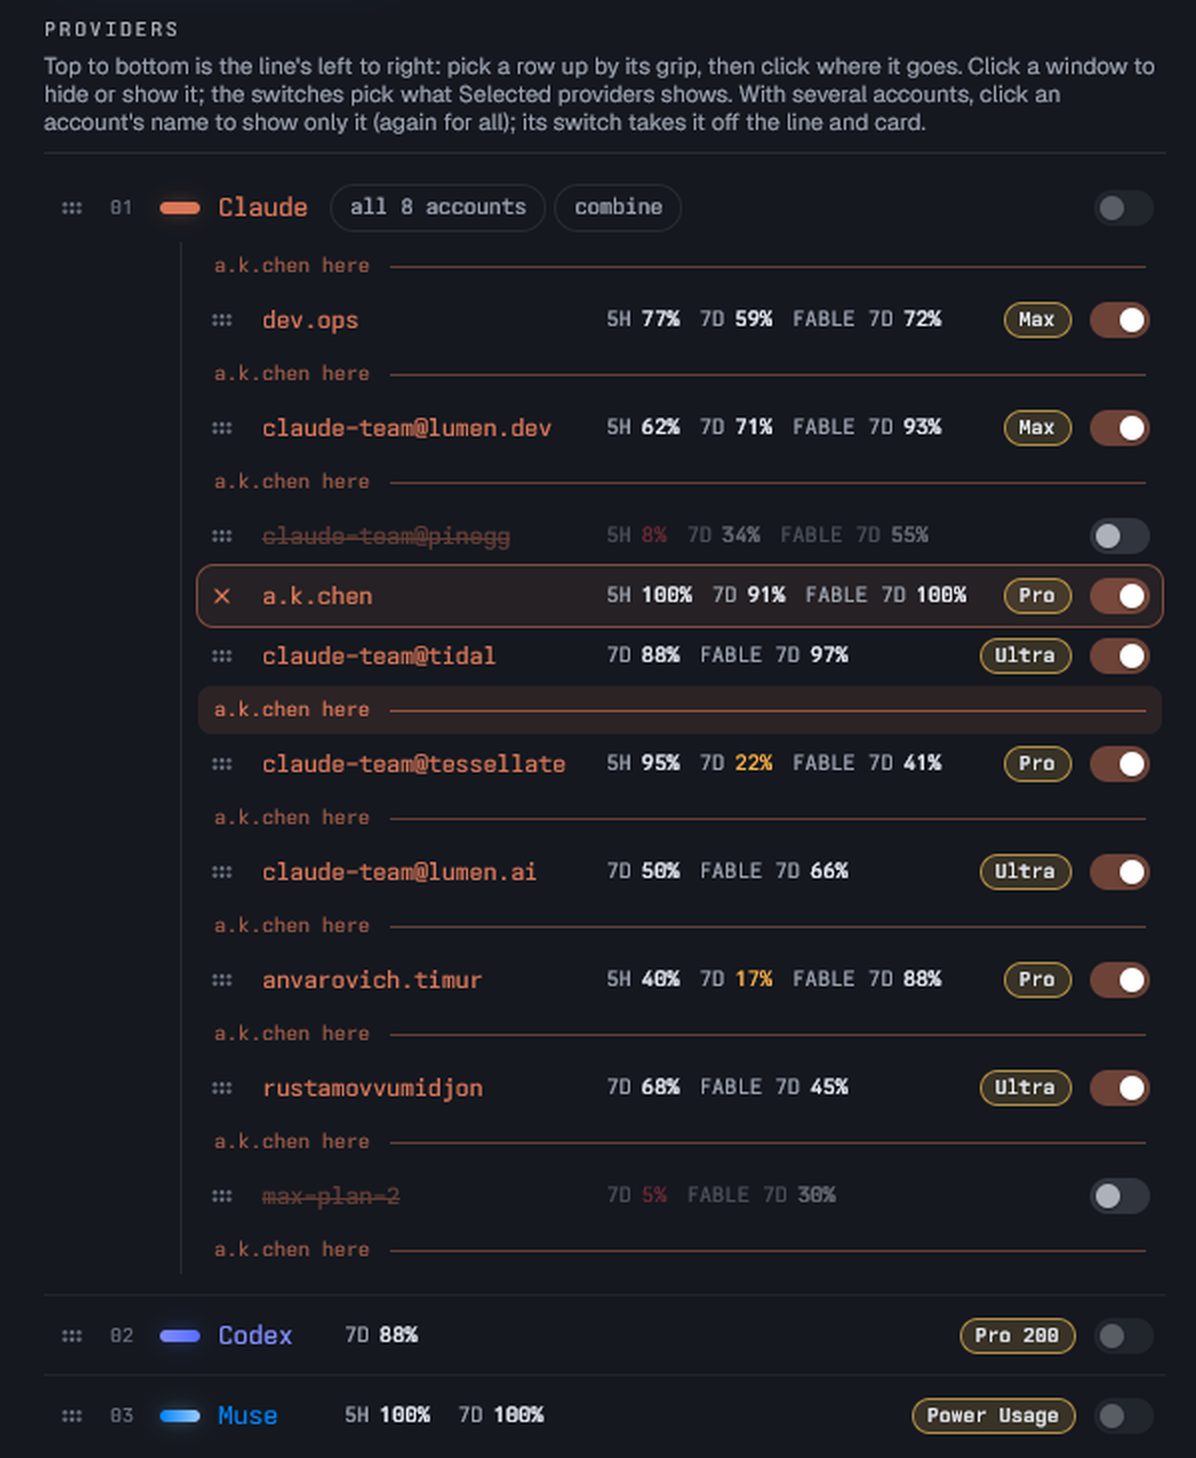 PROVIDERS
Top to bottom is the line's left to right: pick a row up by its grip, then click where it goes. Click a window to
hide or show it; the switches pick what Selected providers shows. With several accounts, click an
account's name to show only it (again for all); its switch takes it off the line and card.
01 Claude all 8 accounts combine
a.k.chen here
dev.ops 5H 77% 7D 59% FABLE 7D 72% Max
a.k.chen here
claude-team@lumen.dev 5H 62% 7D 71% FABLE 7D 93% Max
a.k.chen here
claude-team@pinegg 5H 8% 7D 34% FABLE 7D 55%
a.k.chen 5H 100% 7D 91% FABLE 7D 100% Pro
claude-team@tidal 7D 88% FABLE 7D 97% Ultra
a.k.chen here
claude-team@tessellate 5H 95% 7D 22% FABLE 7D 41% Pro
a.k.chen here
claude-team@lumen.ai 7D 50% FABLE 7D 66% Ultra
a.k.chen here
anvarovich.timur 5H 40% 7D 17% FABLE 7D 88% Pro
a.k.chen here
rustamovvumidjon 7D 68% FABLE 7D 45% Ultra
a.k.chen here
max-plan-2 7D 5% FABLE 7D 30%
a.k.chen here
02 Codex 7D 88% Pro 200
03 Muse 5H 100% 7D 100% Power Usage